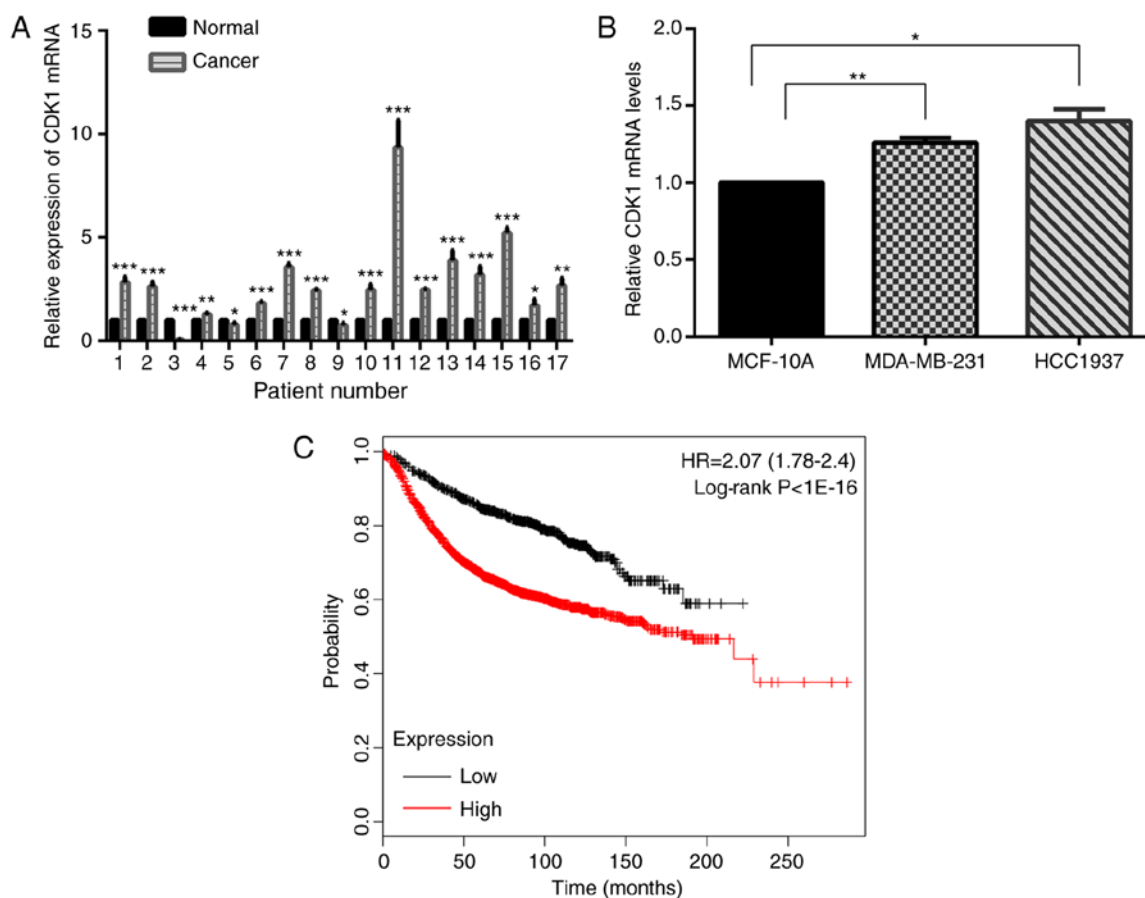 A
Relative expression of CDK1 mRNA
15
10
5
0
Normal
Cancer
*** *** *** ** * *** *** *** * *** *** *** *** *** *** * **
1 2 3 4 5 6 7 8 9 10 11 12 13 14 15 16 17
Patient number
B
Relative CDK1 mRNA levels
2.0
1.5
1.0
0.5
0.0
*
**
MCF-10A MDA-MB-231 HCC1937
C
Probability
1.0
0.8
0.6
0.4
0.2
0.0
HR=2.07 (1.78-2.4)
Log-rank P<1E-16
Expression
Low
High
0 50 100 150 200 250
Time (months)